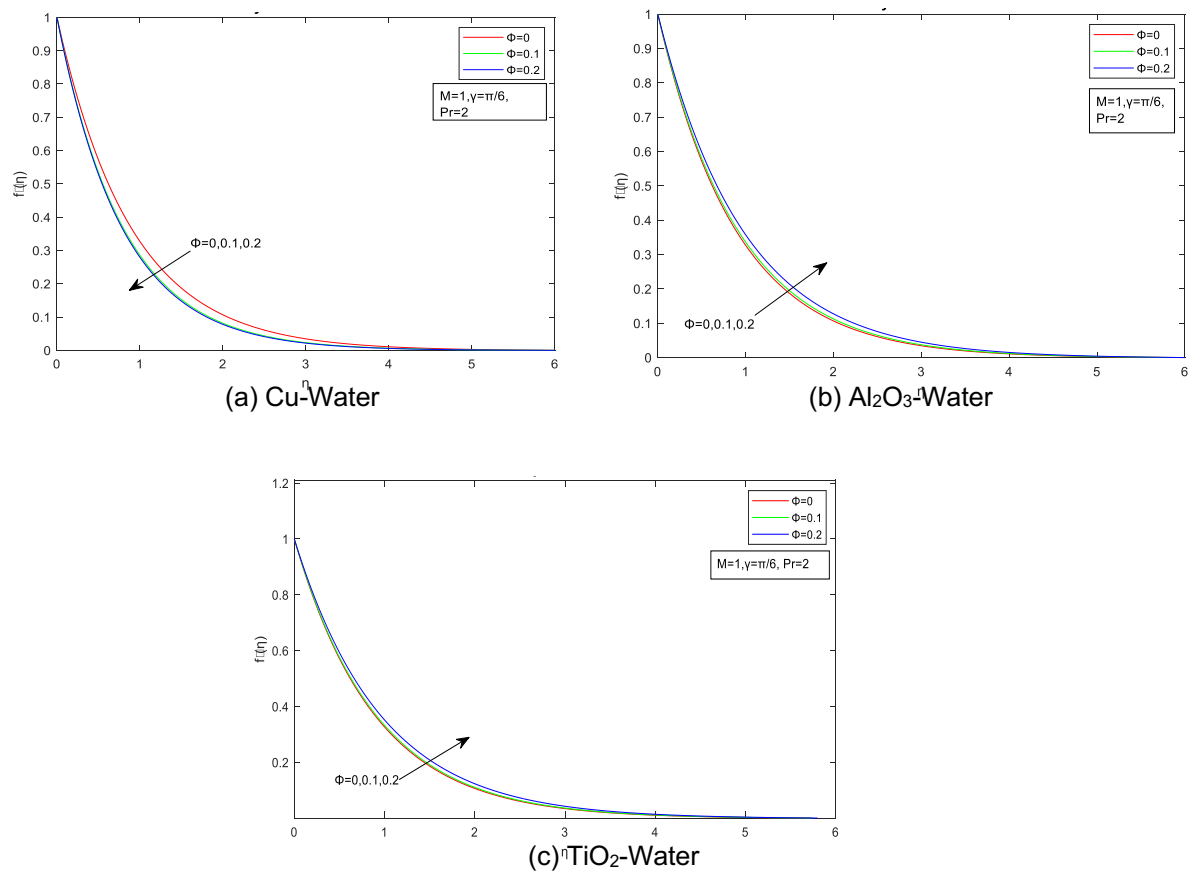 1
0.9
0.8
0.7
0.6
0.5
0.4
0.3
0.2
0.1
0
f□(η)
Φ=0
Φ=0.1
Φ=0.2
M=1,γ=π/6,
Pr=2
Φ=0,0.1,0.2
0 1 2 3 4 5 6
η
(a) Cu-Water
1
0.9
0.8
0.7
0.6
0.5
0.4
0.3
0.2
0.1
0
f□(η)
Φ=0
Φ=0.1
Φ=0.2
M=1,γ=π/6,
Pr=2
Φ=0,0.1,0.2
0 1 2 3 4 5 6
η
(b) Al₂O₃-Water
1.2
1
0.8
0.6
0.4
0.2
f□(η)
Φ=0
Φ=0.1
Φ=0.2
M=1,γ=π/6, Pr=2
Φ=0,0.1,0.2
0 1 2 3 4 5 6
η
(c) TiO₂-Water